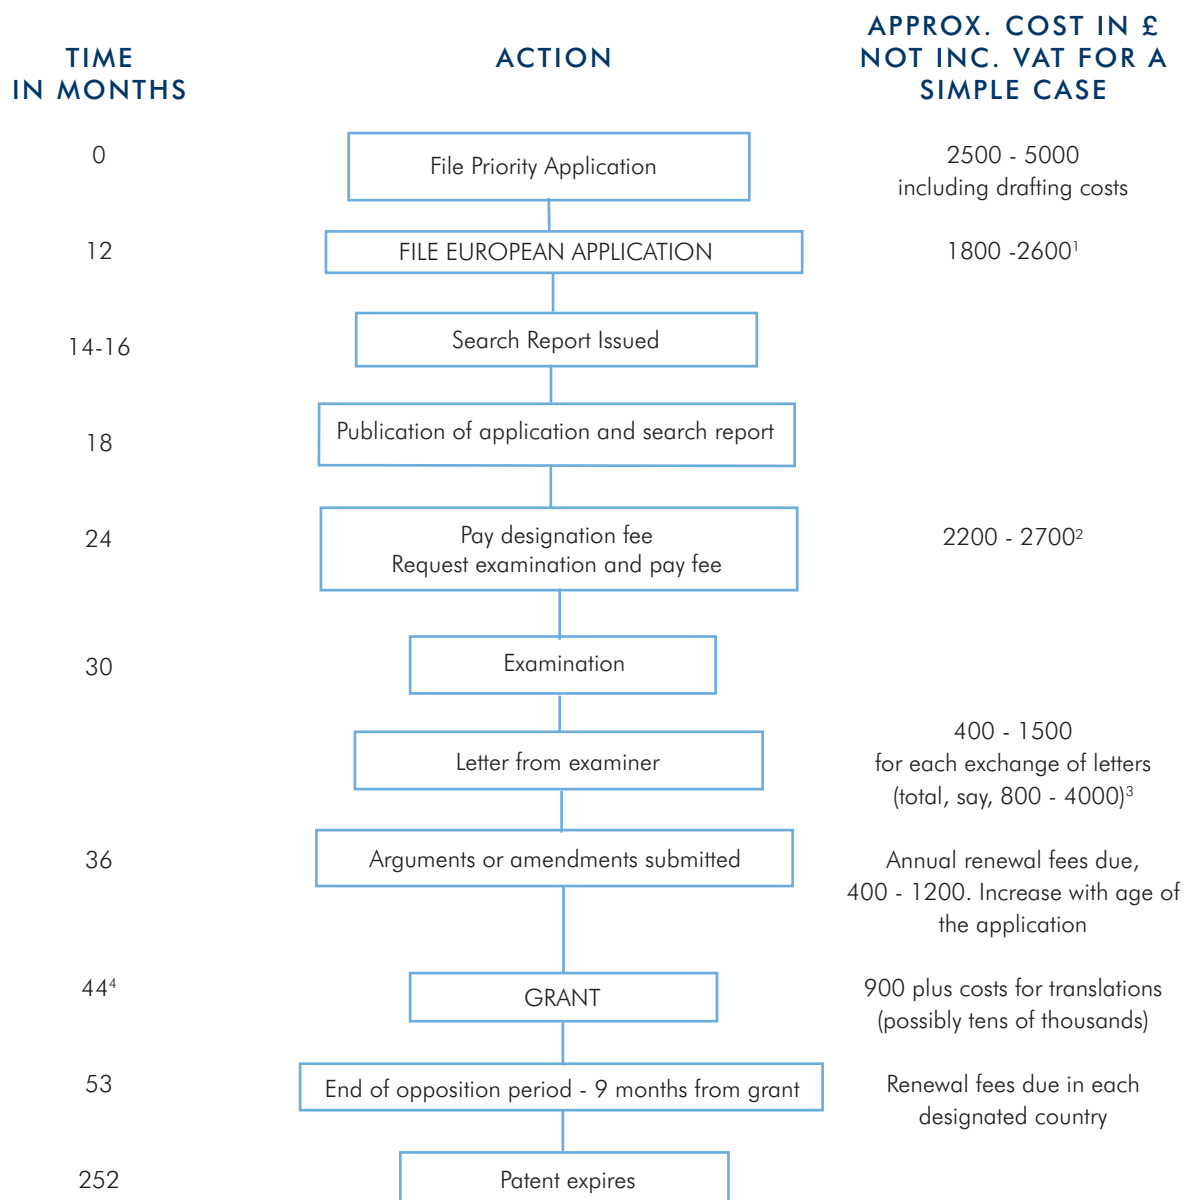 TIME
IN MONTHS
ACTION
APPROX. COST IN £
NOT INC. VAT FOR A
SIMPLE CASE
0
File Priority Application
2500 - 5000
including drafting costs
12
FILE EUROPEAN APPLICATION
1800 -2600¹
14-16
Search Report Issued
18
Publication of application and search report
24
Pay designation fee
Request examination and pay fee
2200 - 2700²
30
Examination
Letter from examiner
400 - 1500
for each exchange of letters
(total, say, 800 - 4000)³
36
Arguments or amendments submitted
Annual renewal fees due,
400 - 1200. Increase with age of
the application
44⁴
GRANT
900 plus costs for translations
(possibly tens of thousands)
53
End of opposition period - 9 months from grant
Renewal fees due in each
designated country
252
Patent expires